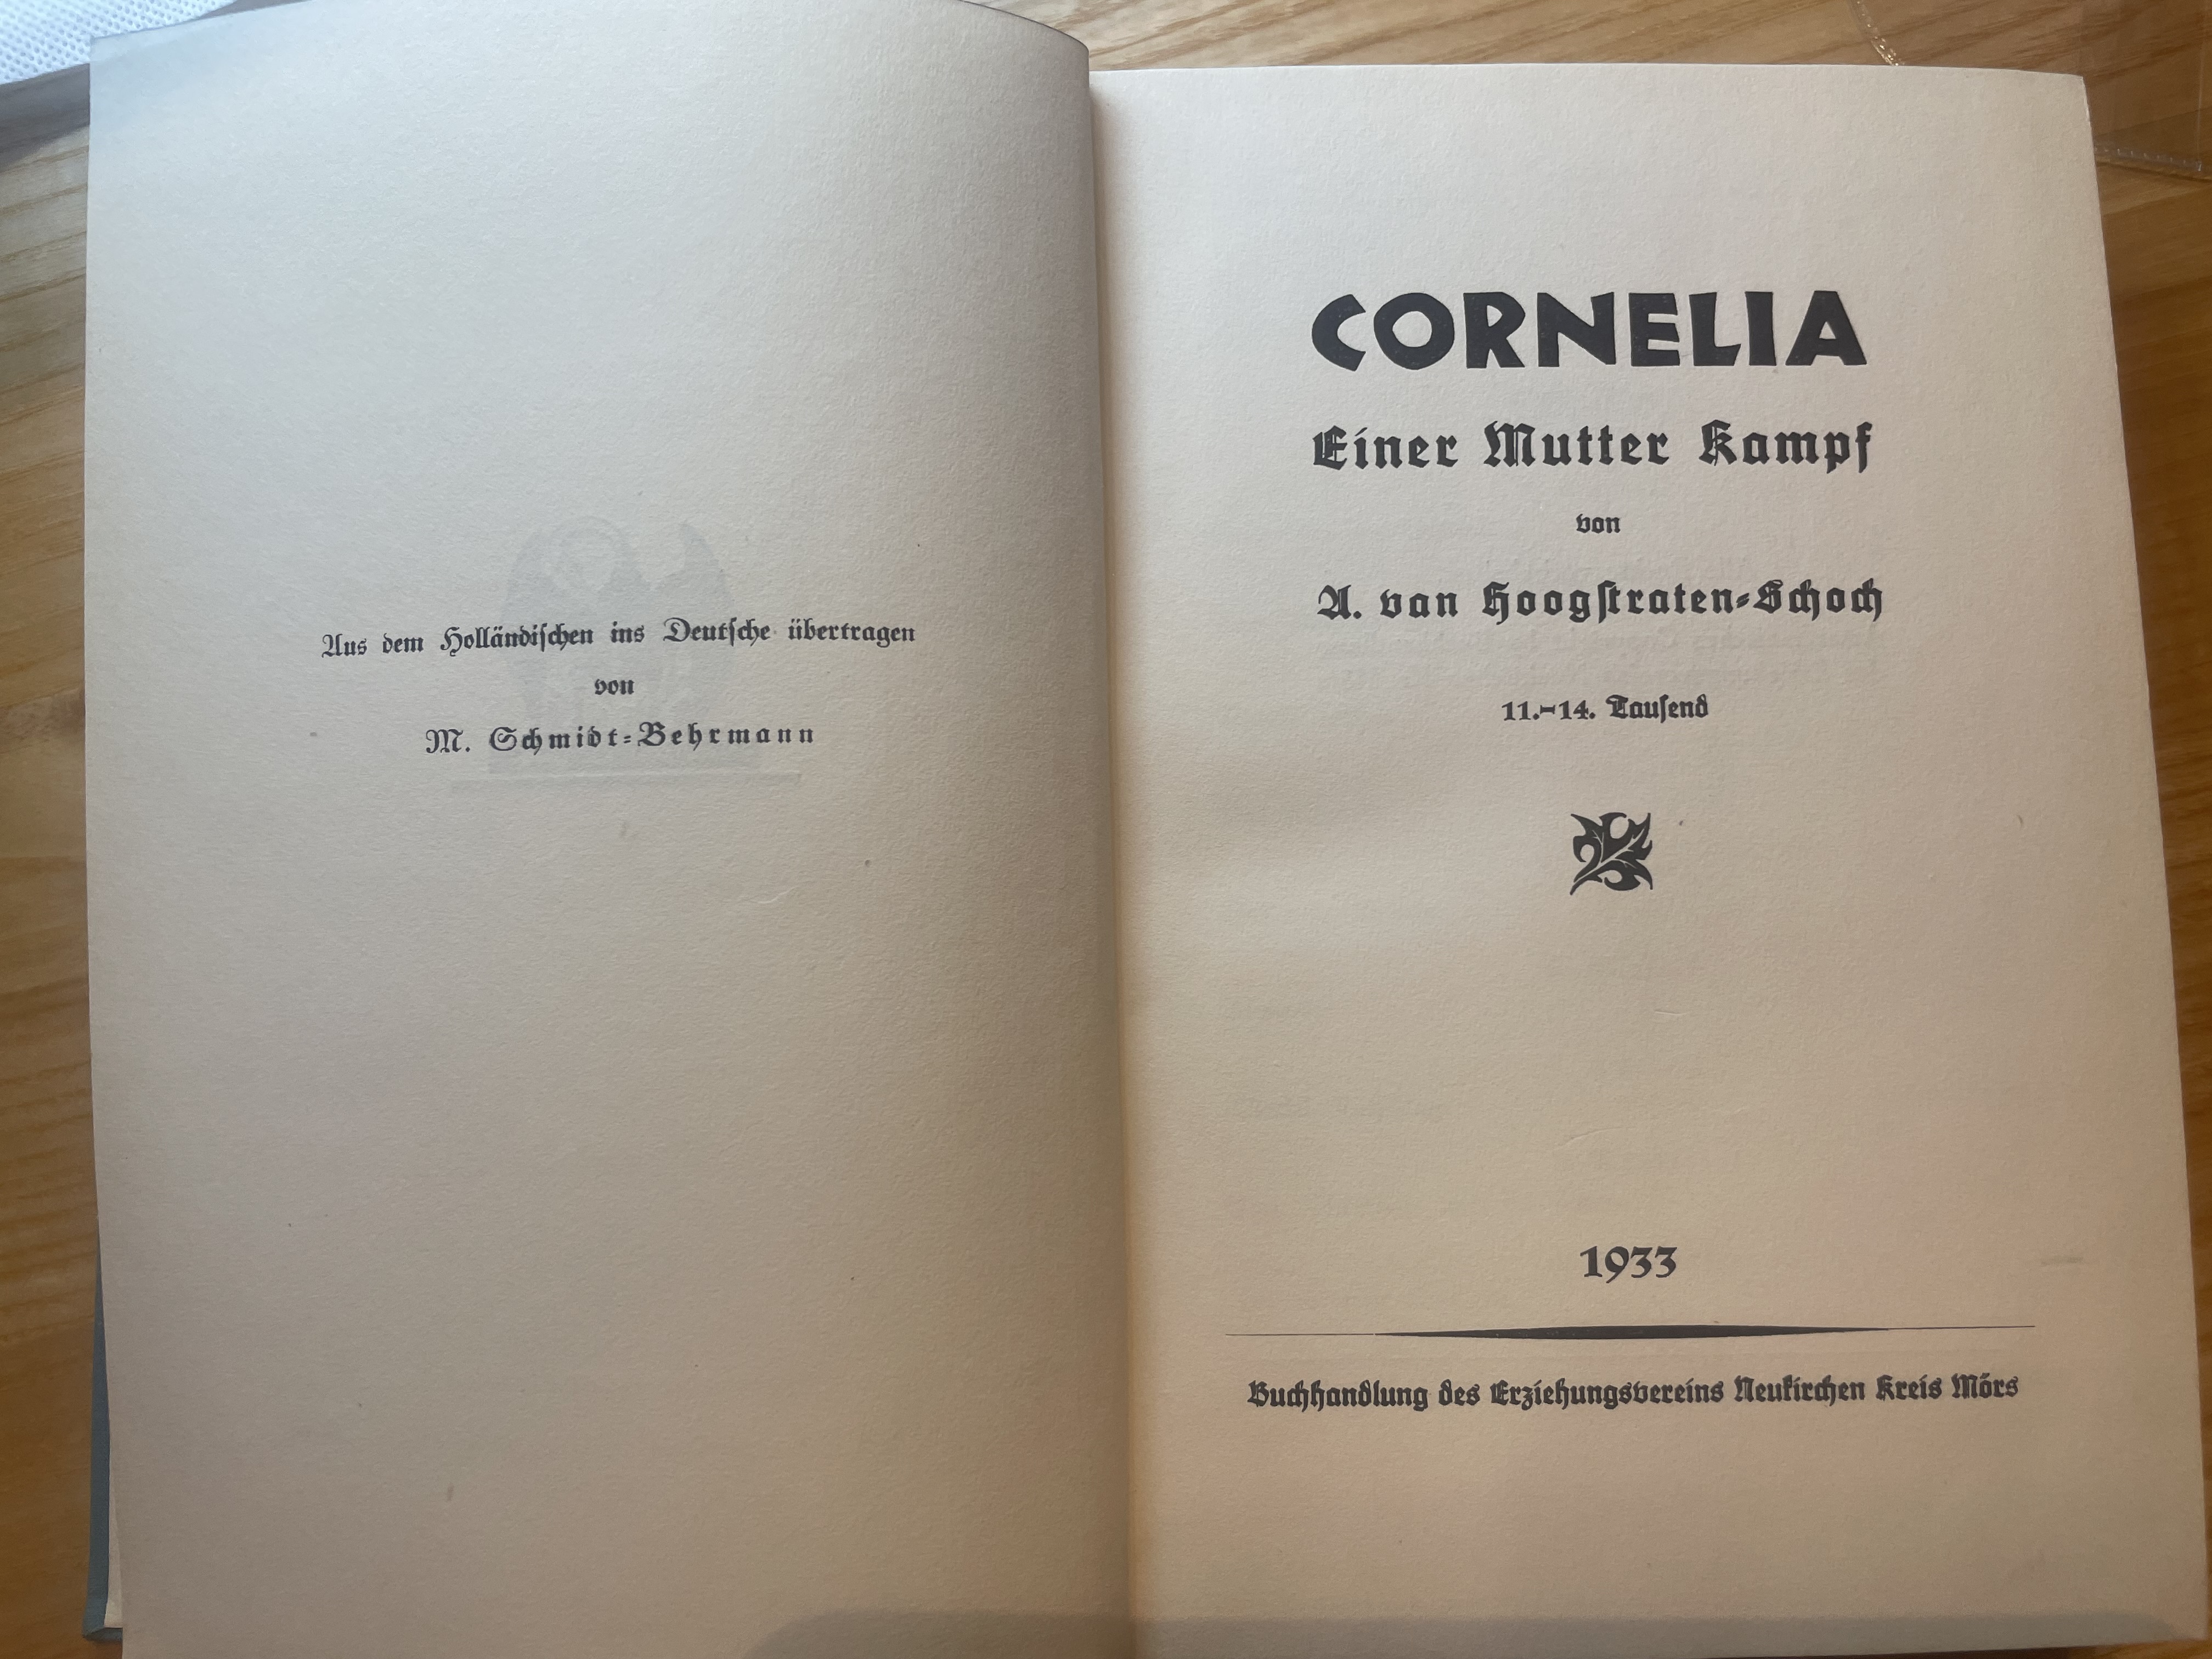 Aus dem Holländischen ins Deutsche übertragen
von
M. Schmidt-Behrmann
CORNELIA
Einer Mutter Kampf
von
A. van Hoogstraten-Schoch
11.-14. Tausend
1933
Buchhandlung des Erziehungsvereins Neukirchen Kreis Mörs